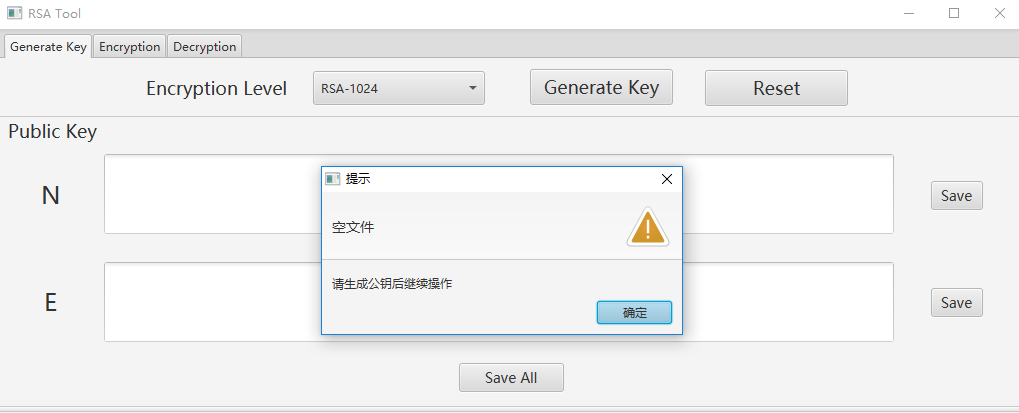 RSA Tool
Generate Key Encryption Decryption
Encryption Level RSA-1024 Generate Key Reset
Public Key
提示
N Save
空文件
请生成公钥后继续操作
E Save
确定
Save All